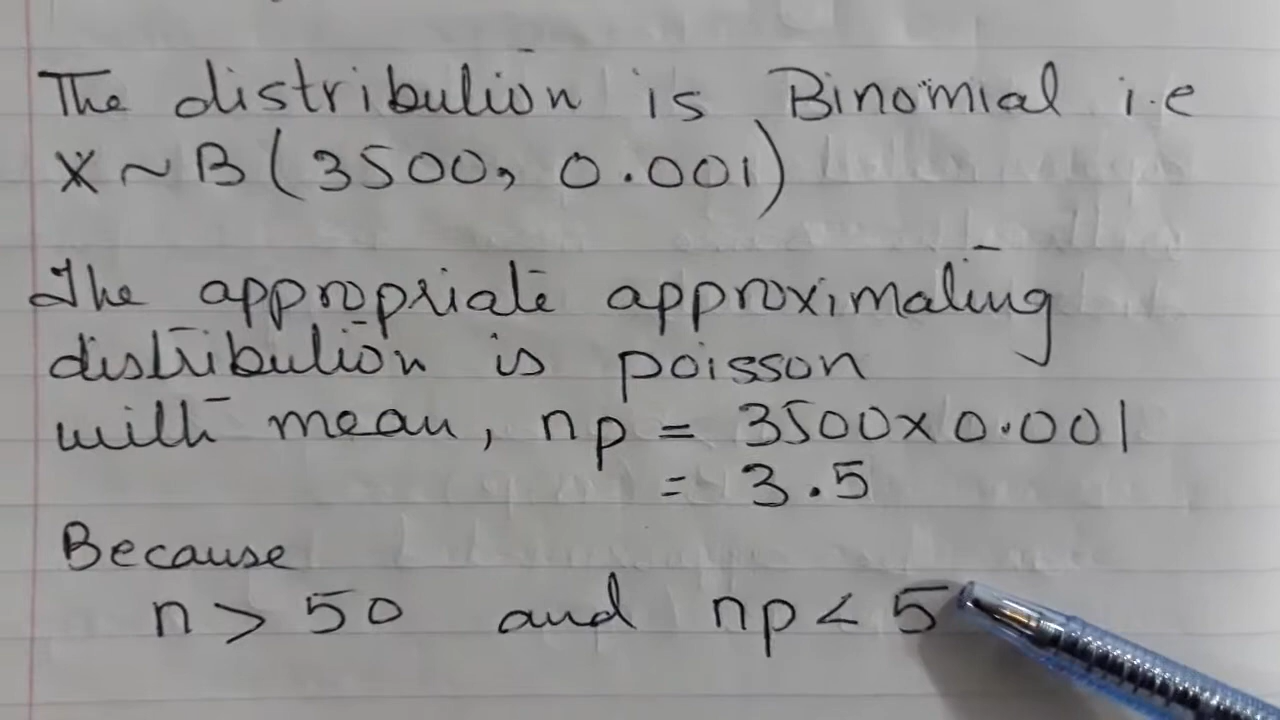 The distribution is Binomial i.e
X ~ B (3500, 0.001)
The appropriate approximating
distribution is poisson
with mean, np = 3500 × 0.001
= 3.5
Because
n > 50 and np < 5